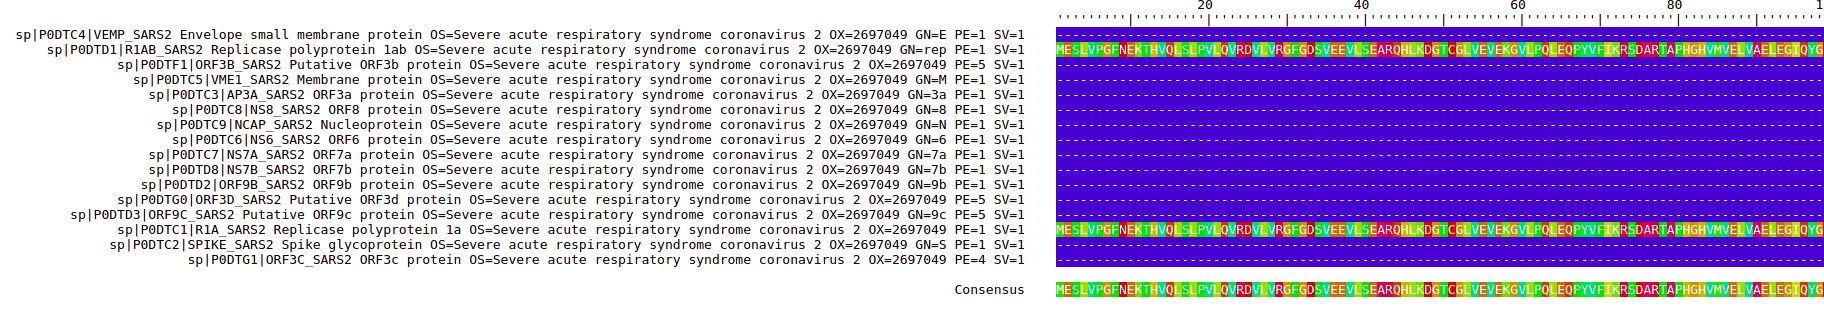 20 40 60 80 1
sp|P0DTC4|VEMP_SARS2 Envelope small membrane protein OS=Severe acute respiratory syndrome coronavirus 2 OX=2697049 GN=E PE=1 SV=1 --------------------------------------------------------------------------------------------------
sp|P0DTD1|R1AB_SARS2 Replicase polyprotein 1ab OS=Severe acute respiratory syndrome coronavirus 2 OX=2697049 GN=rep PE=1 SV=1 MESLVPGFNEKTHVQLSLPVLQVRDVLVRGFGDSVEEVLSEARQHLKDGTCGLVEVEKGVLPQLEQPYVFIKRSDARTAPHGHVMVELVAELEGIQYG
sp|P0DTF1|ORF3B_SARS2 Putative ORF3b protein OS=Severe acute respiratory syndrome coronavirus 2 OX=2697049 PE=5 SV=1 --------------------------------------------------------------------------------------------------
sp|P0DTC5|VME1_SARS2 Membrane protein OS=Severe acute respiratory syndrome coronavirus 2 OX=2697049 GN=M PE=1 SV=1 --------------------------------------------------------------------------------------------------
sp|P0DTC3|AP3A_SARS2 ORF3a protein OS=Severe acute respiratory syndrome coronavirus 2 OX=2697049 GN=3a PE=1 SV=1 --------------------------------------------------------------------------------------------------
sp|P0DTC8|NS8_SARS2 ORF8 protein OS=Severe acute respiratory syndrome coronavirus 2 OX=2697049 GN=8 PE=1 SV=1 --------------------------------------------------------------------------------------------------
sp|P0DTC9|NCAP_SARS2 Nucleoprotein OS=Severe acute respiratory syndrome coronavirus 2 OX=2697049 GN=N PE=1 SV=1 --------------------------------------------------------------------------------------------------
sp|P0DTC6|NS6_SARS2 ORF6 protein OS=Severe acute respiratory syndrome coronavirus 2 OX=2697049 GN=6 PE=1 SV=1 --------------------------------------------------------------------------------------------------
sp|P0DTC7|NS7A_SARS2 ORF7a protein OS=Severe acute respiratory syndrome coronavirus 2 OX=2697049 GN=7a PE=1 SV=1 --------------------------------------------------------------------------------------------------
sp|P0DTD8|NS7B_SARS2 ORF7b protein OS=Severe acute respiratory syndrome coronavirus 2 OX=2697049 GN=7b PE=1 SV=1 --------------------------------------------------------------------------------------------------
sp|P0DTD2|ORF9B_SARS2 ORF9b protein OS=Severe acute respiratory syndrome coronavirus 2 OX=2697049 GN=9b PE=1 SV=1 --------------------------------------------------------------------------------------------------
sp|P0DTG0|ORF3D_SARS2 Putative ORF3d protein OS=Severe acute respiratory syndrome coronavirus 2 OX=2697049 PE=5 SV=1 --------------------------------------------------------------------------------------------------
sp|P0DTD3|ORF9C_SARS2 Putative ORF9c protein OS=Severe acute respiratory syndrome coronavirus 2 OX=2697049 GN=9c PE=5 SV=1 --------------------------------------------------------------------------------------------------
sp|P0DTC1|R1A_SARS2 Replicase polyprotein 1a OS=Severe acute respiratory syndrome coronavirus 2 OX=2697049 PE=1 SV=1 MESLVPGFNEKTHVQLSLPVLQVRDVLVRGFGDSVEEVLSEARQHLKDGTCGLVEVEKGVLPQLEQPYVFIKRSDARTAPHGHVMVELVAELEGIQYG
sp|P0DTC2|SPIKE_SARS2 Spike glycoprotein OS=Severe acute respiratory syndrome coronavirus 2 OX=2697049 GN=S PE=1 SV=1 --------------------------------------------------------------------------------------------------
sp|P0DTG1|ORF3C_SARS2 ORF3c protein OS=Severe acute respiratory syndrome coronavirus 2 OX=2697049 PE=4 SV=1 --------------------------------------------------------------------------------------------------
Consensus MESLVPGFNEKTHVQLSLPVLQVRDVLVRGFGDSVEEVLSEARQHLKDGTCGLVEVEKGVLPQLEQPYVFIKRSDARTAPHGHVMVELVAELEGIQYG